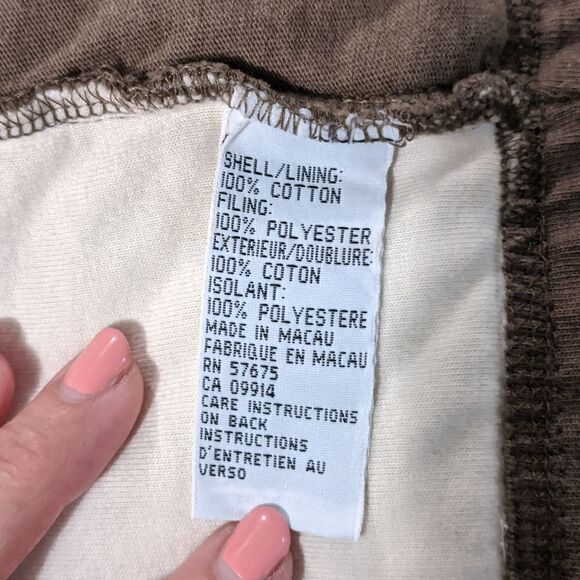 SHELL/LINING:
100% COTTON
FILING:
100% POLYESTER
EXTERIEUR/DOUBLURE:
100% COTON
ISOLANT:
100% POLYESTERE
MADE IN MACAU
FABRIQUE EN MACAU
RN 57675
CA 09914
CARE INSTRUCTIONS
ON BACK
INSTRUCTIONS
D'ENTRETIEN AU
VERSO